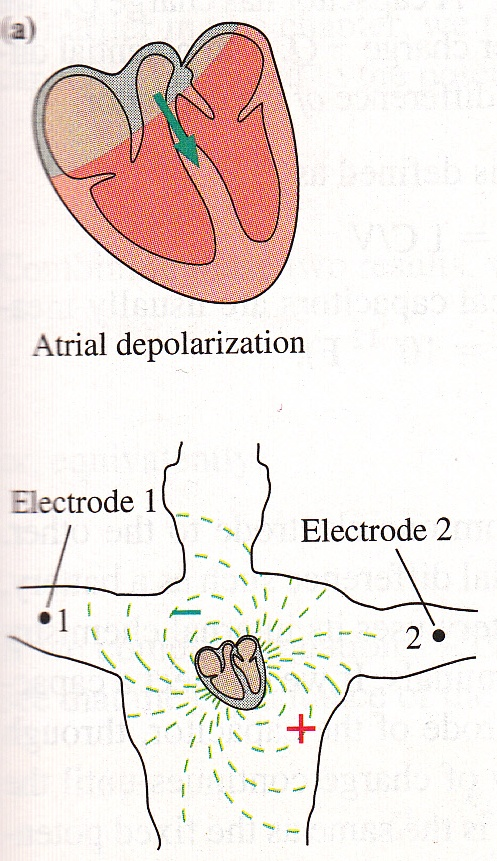 (a)
Atrial depolarization
Electrode 1
Electrode 2
−
1
2
+